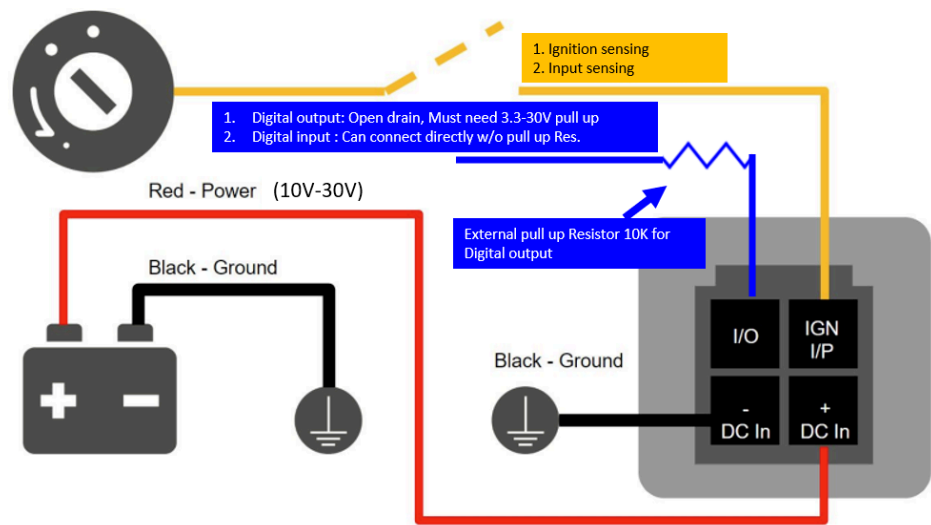 1. Ignition sensing
2. Input sensing
1. Digital output: Open drain, Must need 3.3-30V pull up
2. Digital input : Can connect directly w/o pull up Res.
Red - Power (10V-30V)
External pull up Resistor 10K for
Digital output
Black - Ground
I/O
IGN
I/P
Black - Ground
-
DC In
+
DC In